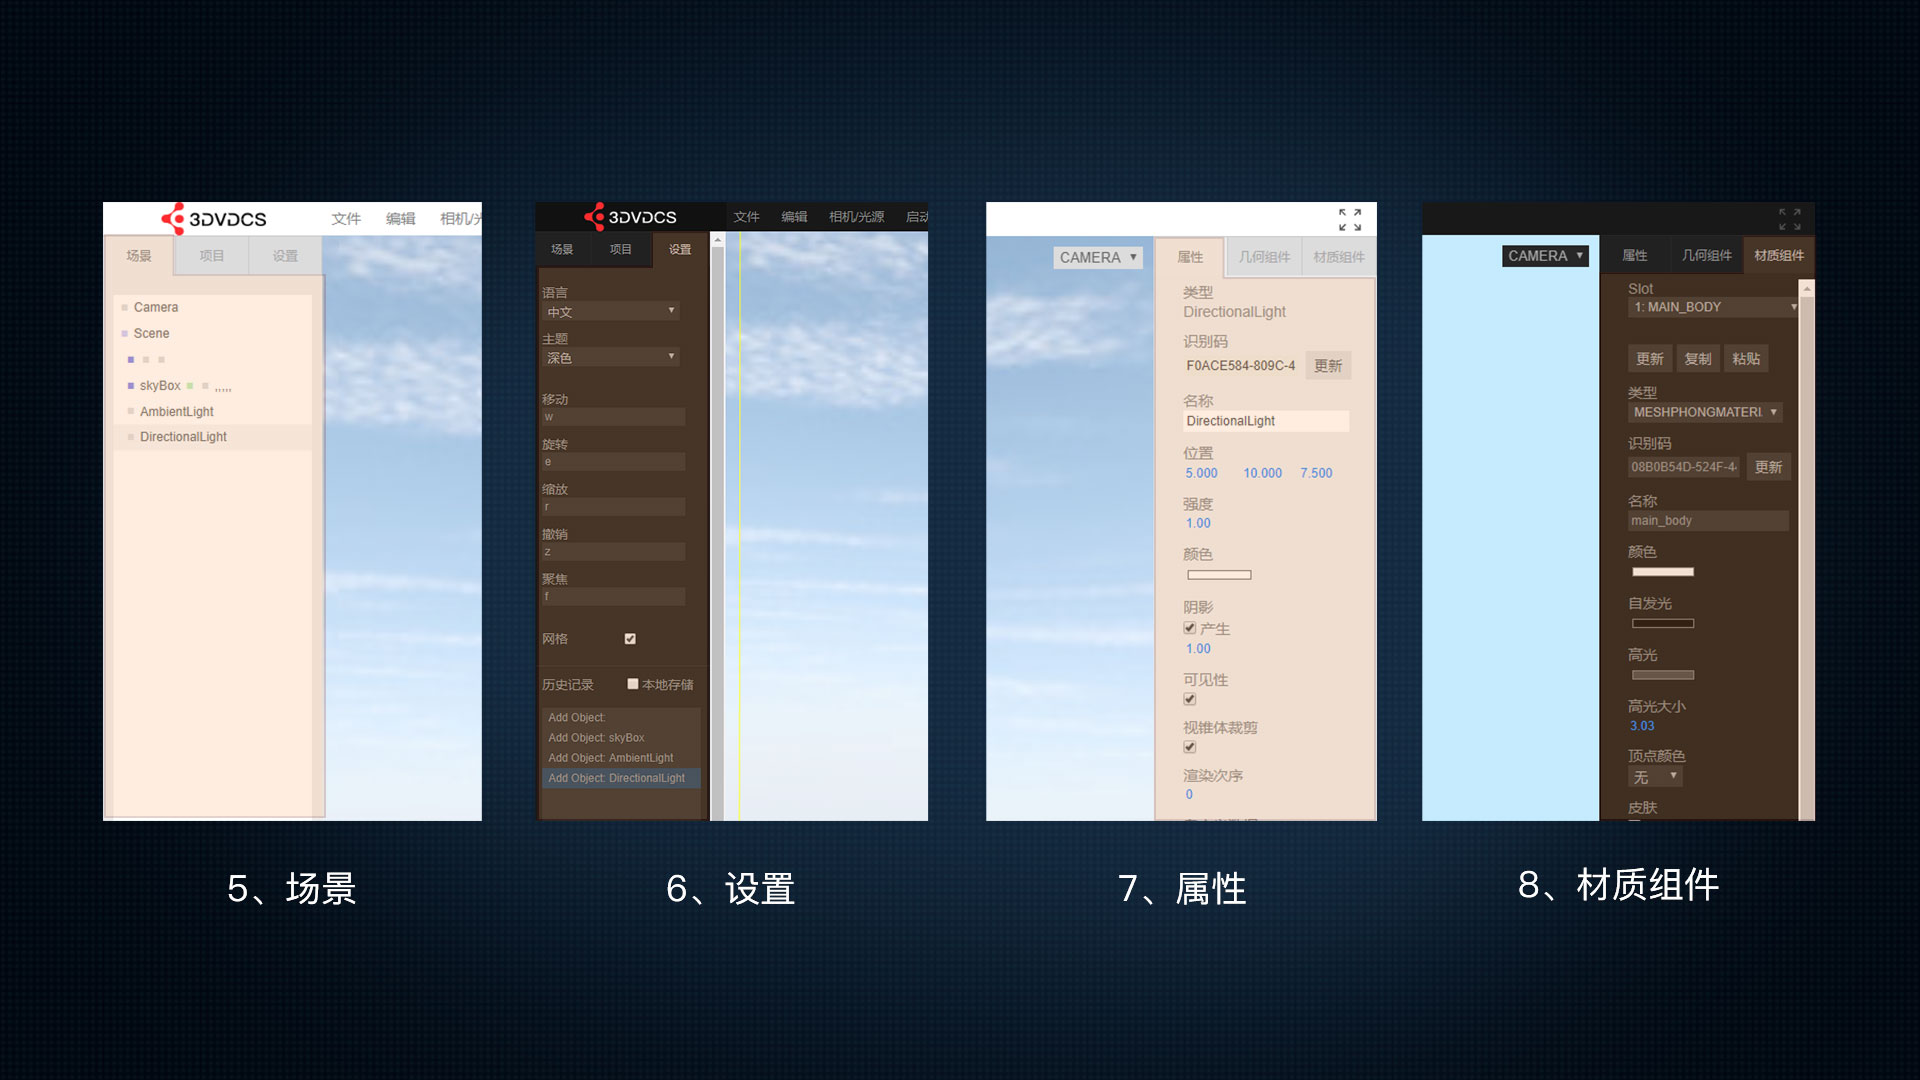 3DVDCS 文件 编辑 相机/光
场景 项目 设置
Camera
Scene
skyBox ,,,,,
AmbientLight
DirectionalLight
5、场景
3DVDCS 文件 编辑 相机/光源 启动
场景 项目 设置
语言
中文
主题
深色
移动
w
旋转
e
缩放
r
撤销
z
聚焦
f
网格
历史记录 本地存储
Add Object:
Add Object: skyBox
Add Object: AmbientLight
Add Object: DirectionalLight
6、设置
CAMERA
属性 几何组件 材质组件
类型
DirectionalLight
识别码
F0ACE584-809C-4 更新
名称
DirectionalLight
位置
5.000 10.000 7.500
强度
1.00
颜色
阴影
产生
1.00
可见性
视锥体裁剪
渲染次序
0
7、属性
CAMERA
属性 几何组件 材质组件
Slot
1: MAIN_BODY
更新 复制 粘贴
类型
MESHPHONGMATERI
识别码
08B0B54D-524F-4 更新
名称
main_body
颜色
自发光
高光
高光大小
3.03
顶点颜色
无
皮肤
8、材质组件